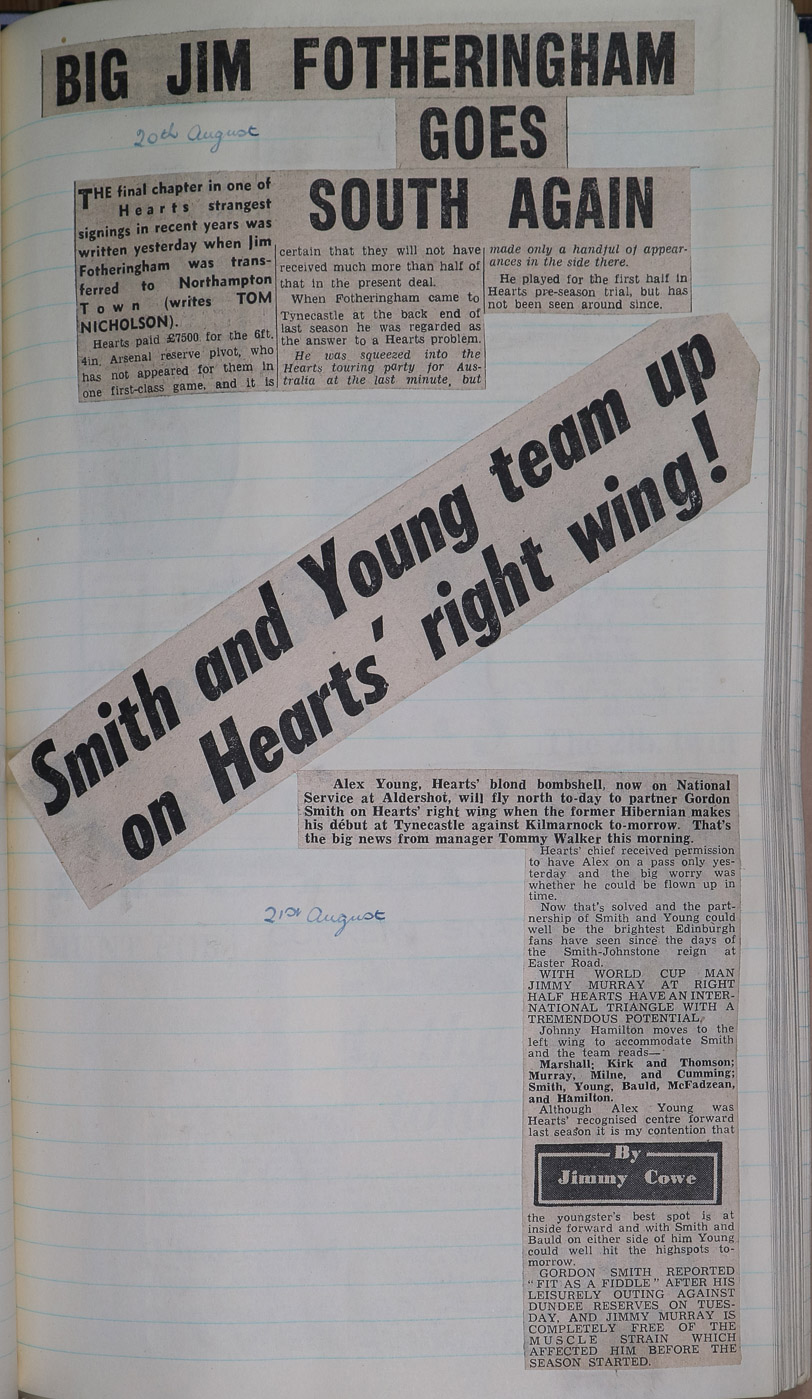 BIG JIM FOTHERINGHAM
GOES
SOUTH AGAIN
20th August
THE final chapter in one of
Hearts strangest
signings in recent years was
written yesterday when Jim
Fotheringham was trans-
ferred to Northampton
Town (writes TOM
NICHOLSON).
Hearts paid £7500 for the 6ft.
4in. Arsenal reserve pivot, who
has not appeared for them in
one first-class game, and it is
certain that they will not have
received much more than half of
that in the present deal.
When Fotheringham came to
Tynecastle at the back end of
last season he was regarded as
the answer to a Hearts problem.
He was squeezed into the
Hearts touring party for Aus-
tralia at the last minute, but
made only a handful of appear-
ances in the side there.
He played for the first half in
Hearts pre-season trial, but has
not been seen around since.
Smith and Young team up
on Hearts' right wing!
Alex Young, Hearts' blond bombshell, now on National
Service at Aldershot, will fly north to-day to partner Gordon
Smith on Hearts' right wing when the former Hibernian makes
his début at Tynecastle against Kilmarnock to-morrow. That's
the big news from manager Tommy Walker this morning.
21st August
Hearts' chief received permission
to have Alex on a pass only yes-
terday and the big worry was
whether he could be flown up in
time.
Now that's solved and the part-
nership of Smith and Young could
well be the brightest Edinburgh
fans have seen since the days of
the Smith-Johnstone reign at
Easter Road.
WITH WORLD CUP MAN
JIMMY MURRAY AT RIGHT
HALF HEARTS HAVE AN INTER-
NATIONAL TRIANGLE WITH A
TREMENDOUS POTENTIAL.
Johnny Hamilton moves to the
left wing to accommodate Smith
and the team reads—
Marshall; Kirk and Thomson;
Murray, Milne, and Cumming;
Smith, Young, Bauld, McFadzean,
and Hamilton.
Although Alex Young was
Hearts' recognised centre forward
last season it is my contention that
By
Jimmy Cowe
the youngster's best spot is at
inside forward and with Smith and
Bauld on either side of him Young
could well hit the highspots to-
morrow.
GORDON SMITH REPORTED
"FIT AS A FIDDLE" AFTER HIS
LEISURELY OUTING AGAINST
DUNDEE RESERVES ON TUES-
DAY, AND JIMMY MURRAY IS
COMPLETELY FREE OF THE
MUSCLE STRAIN WHICH
AFFECTED HIM BEFORE THE
SEASON STARTED.